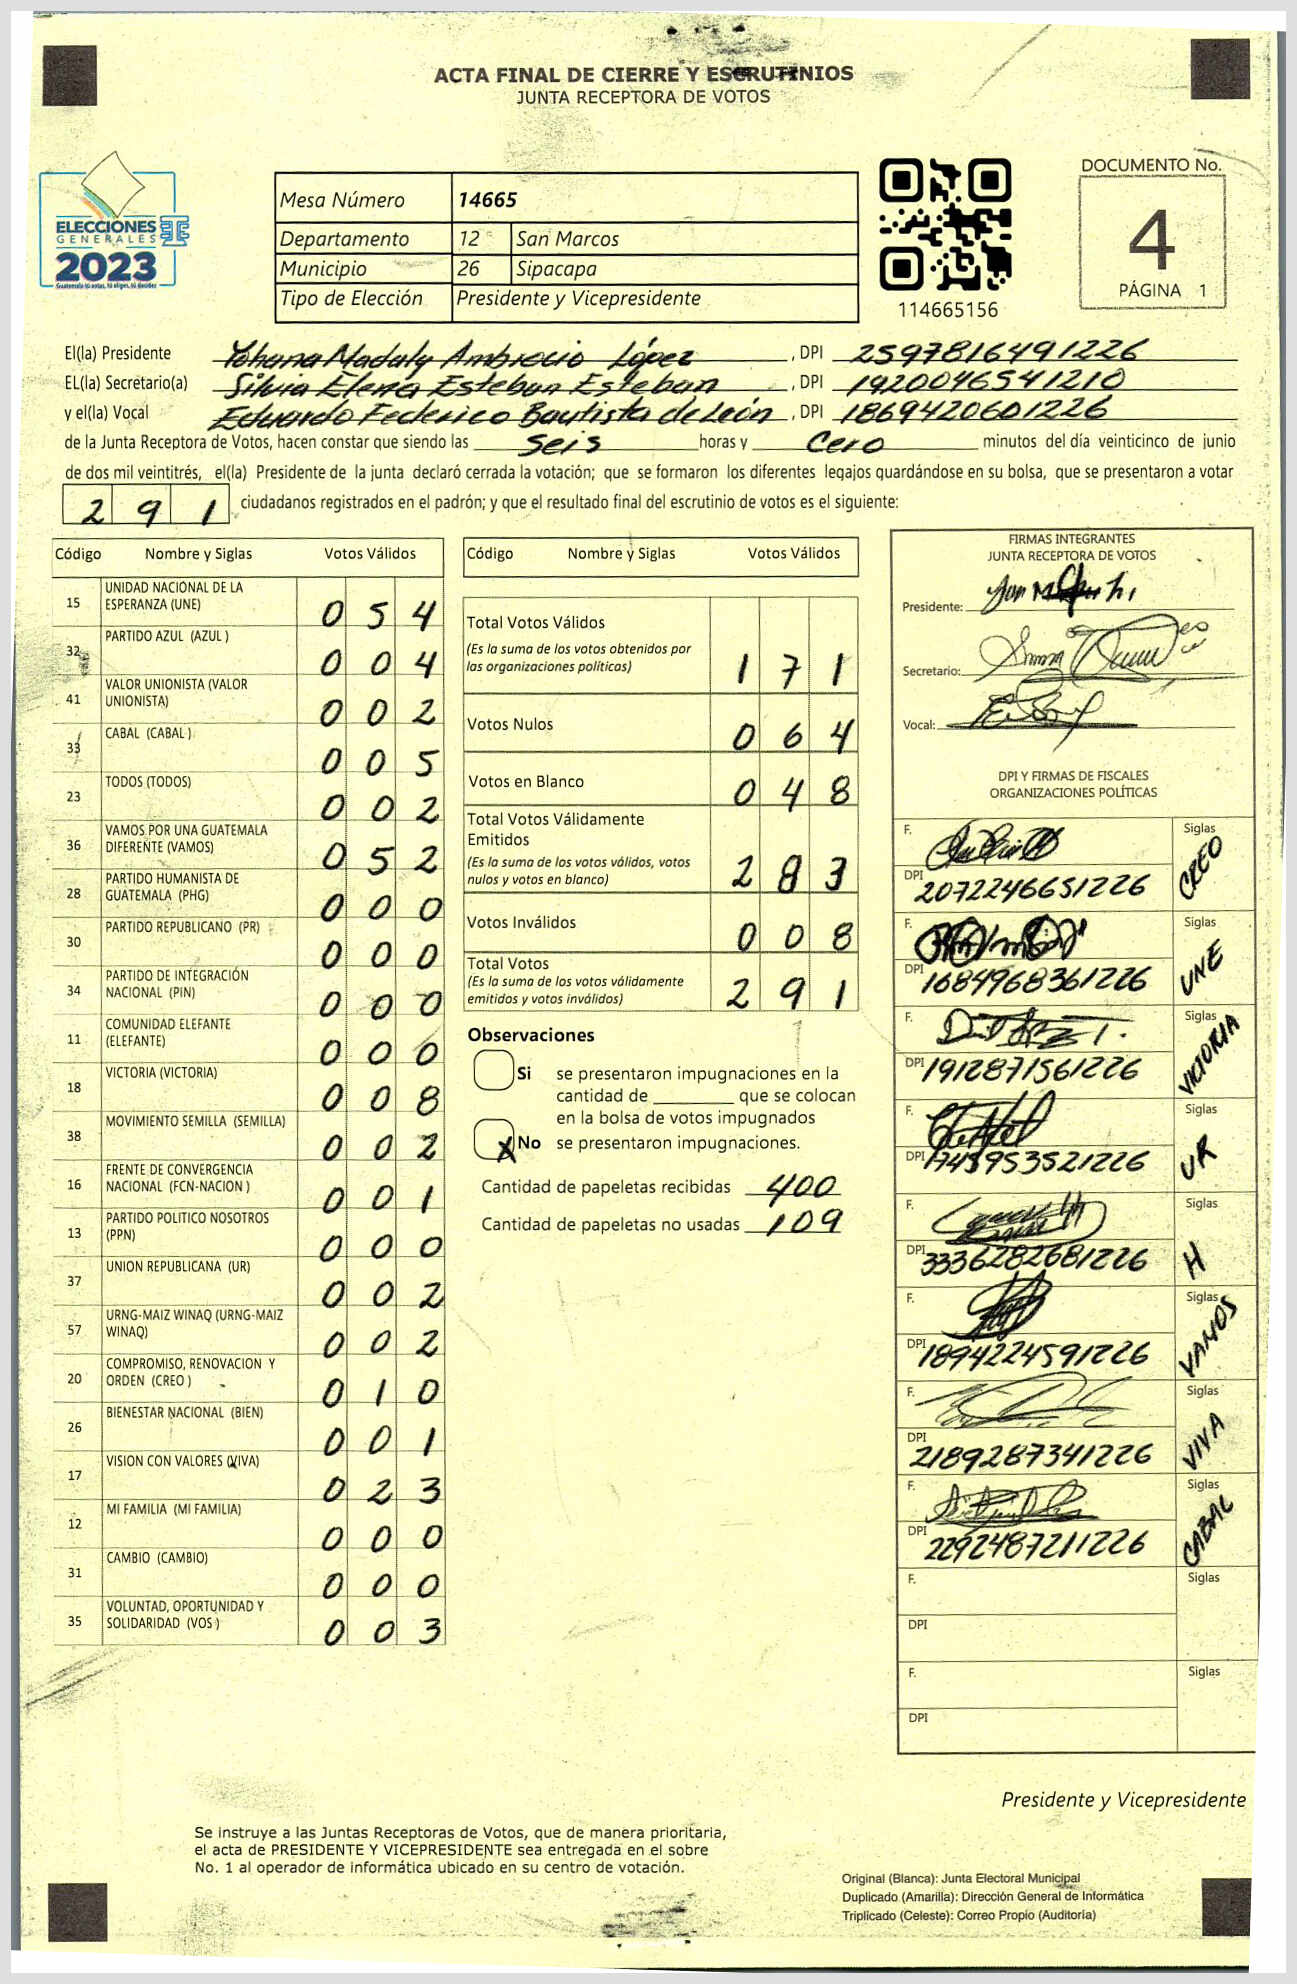 ACTA FINAL DE CIERRE Y ESCRUTINIOS
JUNTA RECEPTORA DE VOTOS
ELECCIONES
GENERALES
2023
Guatemala tú votas, tú eliges, tú decides
Mesa Número 14665
Departamento 12 San Marcos
Municipio 26 Sipacapa
Tipo de Elección Presidente y Vicepresidente
114665156
DOCUMENTO No.
4
PÁGINA 1
El(la) Presidente Yohana Madaly Ambrocio López , DPI 2597816491226
EL(la) Secretario(a) Silvia Elena Esteban Esteban , DPI 1920046541210
y el(la) Vocal Eduardo Federico Bautista de León , DPI 1869420601226
de la Junta Receptora de Votos, hacen constar que siendo las seis horas y cero minutos del día veinticinco de junio
de dos mil veintitrés, el(la) Presidente de la junta declaró cerrada la votación; que se formaron los diferentes legajos quardándose en su bolsa, que se presentaron a votar
2 9 1 ciudadanos registrados en el padrón; y que el resultado final del escrutinio de votos es el siguiente:
Código Nombre y Siglas Votos Válidos
15 UNIDAD NACIONAL DE LA ESPERANZA (UNE) 0 5 4
32 PARTIDO AZUL (AZUL ) 0 0 4
41 VALOR UNIONISTA (VALOR UNIONISTA) 0 0 2
33 CABAL (CABAL ) 0 0 5
23 TODOS (TODOS) 0 0 2
36 VAMOS POR UNA GUATEMALA DIFERENTE (VAMOS) 0 5 2
28 PARTIDO HUMANISTA DE GUATEMALA (PHG) 0 0 0
30 PARTIDO REPUBLICANO (PR) 0 0 0
34 PARTIDO DE INTEGRACIÓN NACIONAL (PIN) 0 0 0
11 COMUNIDAD ELEFANTE (ELEFANTE) 0 0 0
18 VICTORIA (VICTORIA) 0 0 8
38 MOVIMIENTO SEMILLA (SEMILLA) 0 0 2
16 FRENTE DE CONVERGENCIA NACIONAL (FCN-NACION ) 0 0 1
13 PARTIDO POLITICO NOSOTROS (PPN) 0 0 0
37 UNION REPUBLICANA (UR) 0 0 2
57 URNG-MAIZ WINAQ (URNG-MAIZ WINAQ) 0 0 2
20 COMPROMISO, RENOVACION Y ORDEN (CREO ) 0 1 0
26 BIENESTAR NACIONAL (BIEN) 0 0 1
17 VISION CON VALORES (VIVA) 0 2 3
12 MI FAMILIA (MI FAMILIA) 0 0 0
31 CAMBIO (CAMBIO) 0 0 0
35 VOLUNTAD, OPORTUNIDAD Y SOLIDARIDAD (VOS ) 0 0 3
Código Nombre y Siglas Votos Válidos
Total Votos Válidos
(Es la suma de los votos obtenidos por
las organizaciones políticas) 1 7 1
Votos Nulos 0 6 4
Votos en Blanco 0 4 8
Total Votos Válidamente
Emitidos
(Es la suma de los votos válidos, votos
nulos y votos en blanco) 2 8 3
Votos Inválidos 0 0 8
Total Votos
(Es la suma de los votos válidamente
emitidos y votos inválidos) 2 9 1
Observaciones
Si se presentaron impugnaciones en la
cantidad de ________ que se colocan
en la bolsa de votos impugnados
X No se presentaron impugnaciones.
Cantidad de papeletas recibidas 400
Cantidad de papeletas no usadas 109
FIRMAS INTEGRANTES
JUNTA RECEPTORA DE VOTOS
Presidente:
Secretario:
Vocal:
DPI Y FIRMAS DE FISCALES
ORGANIZACIONES POLÍTICAS
F. Siglas CREO
DPI 2072246651226
F. Siglas UNE
DPI 1684968361226
F. Siglas VICTORIA
DPI 1912871561226
F. Siglas UR
DPI 1745953521226
F. Siglas H
DPI 3336282681226
F. Siglas VAMOS
DPI 1894224591226
F. Siglas VIVA
DPI 2189287341226
F. Siglas CABAL
DPI 2292487211226
F. Siglas
DPI
F. Siglas
DPI
Presidente y Vicepresidente
Se instruye a las Juntas Receptoras de Votos, que de manera prioritaria,
el acta de PRESIDENTE Y VICEPRESIDENTE sea entregada en el sobre
No. 1 al operador de informática ubicado en su centro de votación.
Original (Blanca): Junta Electoral Municipal
Duplicado (Amarilla): Dirección General de Informática
Triplicado (Celeste): Correo Propio (Auditoría)